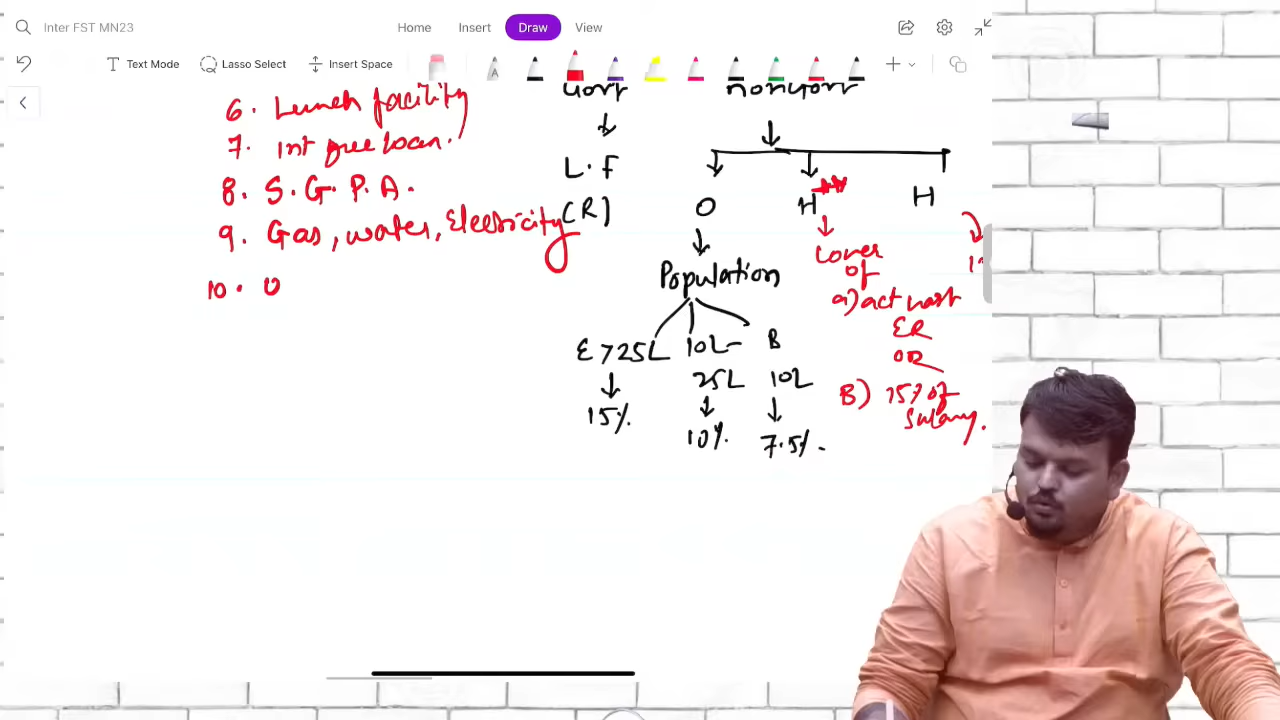 Inter FST MN23
Home Insert Draw View
Text Mode Lasso Select Insert Space
6. Lunch facility
7. Int free loan.
8. S.G.P.A.
9. Gas, water, Electricity
10. 0
Govt
L.F
(R)
NonGovt
O
H
H
Population
E > 25L
15%.
10L-
25L
10%.
B
10L
7.5%.
Lower
of
a) act
ER
OR
B) 15% of
Salary.